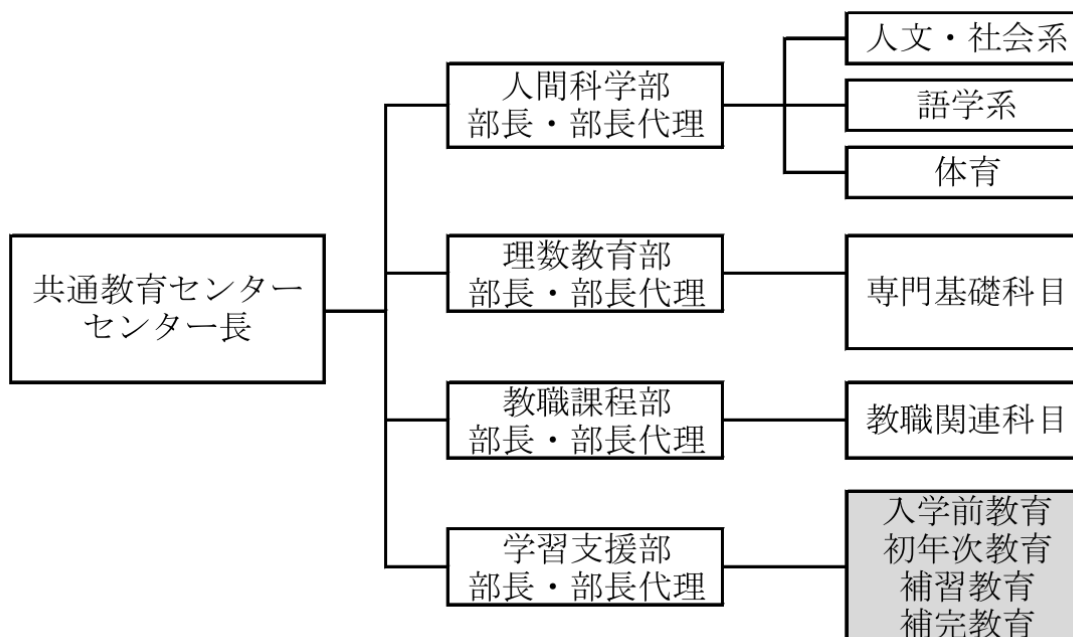 人文・社会系
人間科学部
部長・部長代理
語学系
体育
共通教育センター
センター長
理数教育部
部長・部長代理
専門基礎科目
教職課程部
部長・部長代理
教職関連科目
学習支援部
部長・部長代理
入学前教育
初年次教育
補習教育
補完教育